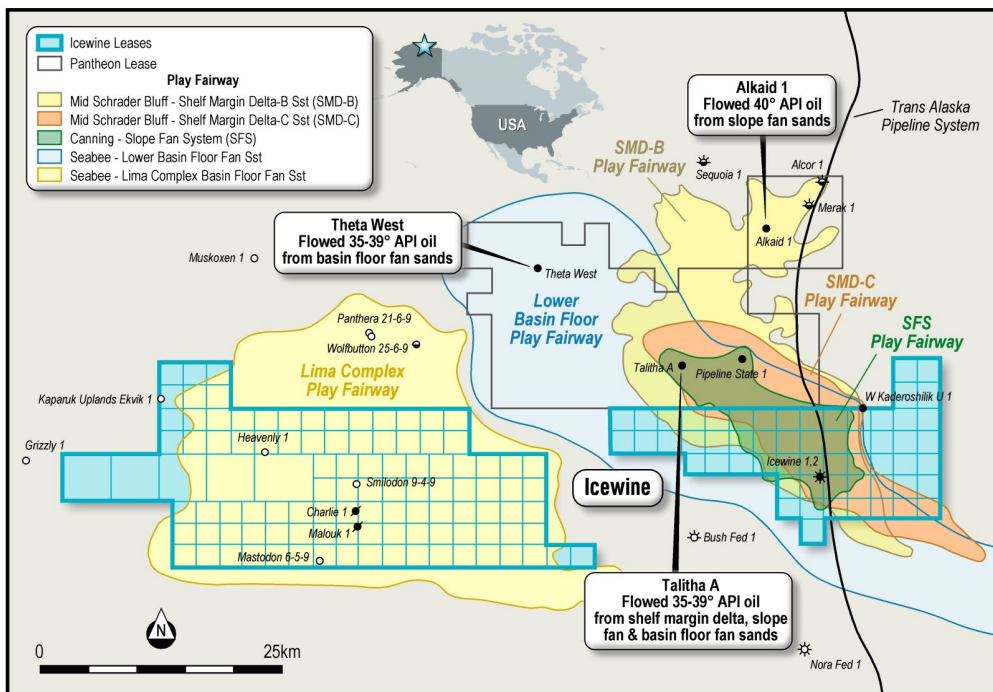 Icewine Leases
Pantheon Lease
Play Fairway
Mid Schrader Bluff - Shelf Margin Delta-B Sst (SMD-B)
Mid Schrader Bluff - Shelf Margin Delta-C Sst (SMD-C)
Canning - Slope Fan System (SFS)
Seabee - Lower Basin Floor Fan Sst
Seabee - Lima Complex Basin Floor Fan Sst
USA
Alkaid 1
Flowed 40° API oil
from slope fan sands
Trans Alaska
Pipeline System
SMD-B
Play Fairway
Sequoia 1
Alcor 1
Merak 1
Alkaid 1
Theta West
Flowed 35-39° API oil
from basin floor fan sands
Muskoxen 1
Theta West
Lower
Basin Floor
Play Fairway
SMD-C
Play Fairway
SFS
Play Fairway
Panthera 21-6-9
Wolfbutton 25-6-9
Lima Complex
Play Fairway
Talitha A
Pipeline State 1
Kaparuk Uplands Ekvik 1
W Kaderoshilik U 1
Grizzly 1
Heavenly 1
Icewine 1,2
Smilodon 9-4-9
Icewine
Charlie 1
Malouk 1
Bush Fed 1
Mastodon 6-5-9
Talitha A
Flowed 35-39° API oil
from shelf margin delta, slope
fan & basin floor fan sands
Nora Fed 1
N
0
25km